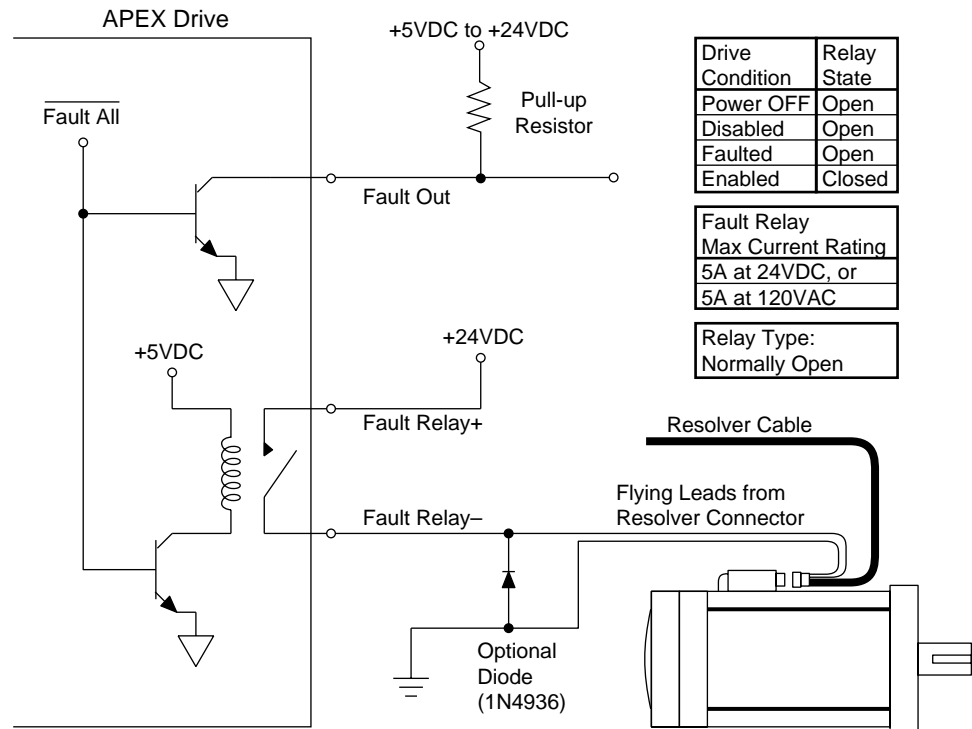 APEX Drive
+5VDC to +24VDC
Fault All
Pull-up
Resistor
Fault Out
Drive Condition Relay State
Power OFF Open
Disabled Open
Faulted Open
Enabled Closed
Fault Relay
Max Current Rating
5A at 24VDC, or
5A at 120VAC
Relay Type:
Normally Open
+5VDC
+24VDC
Fault Relay+
Resolver Cable
Flying Leads from
Resolver Connector
Fault Relay–
Optional
Diode
(1N4936)